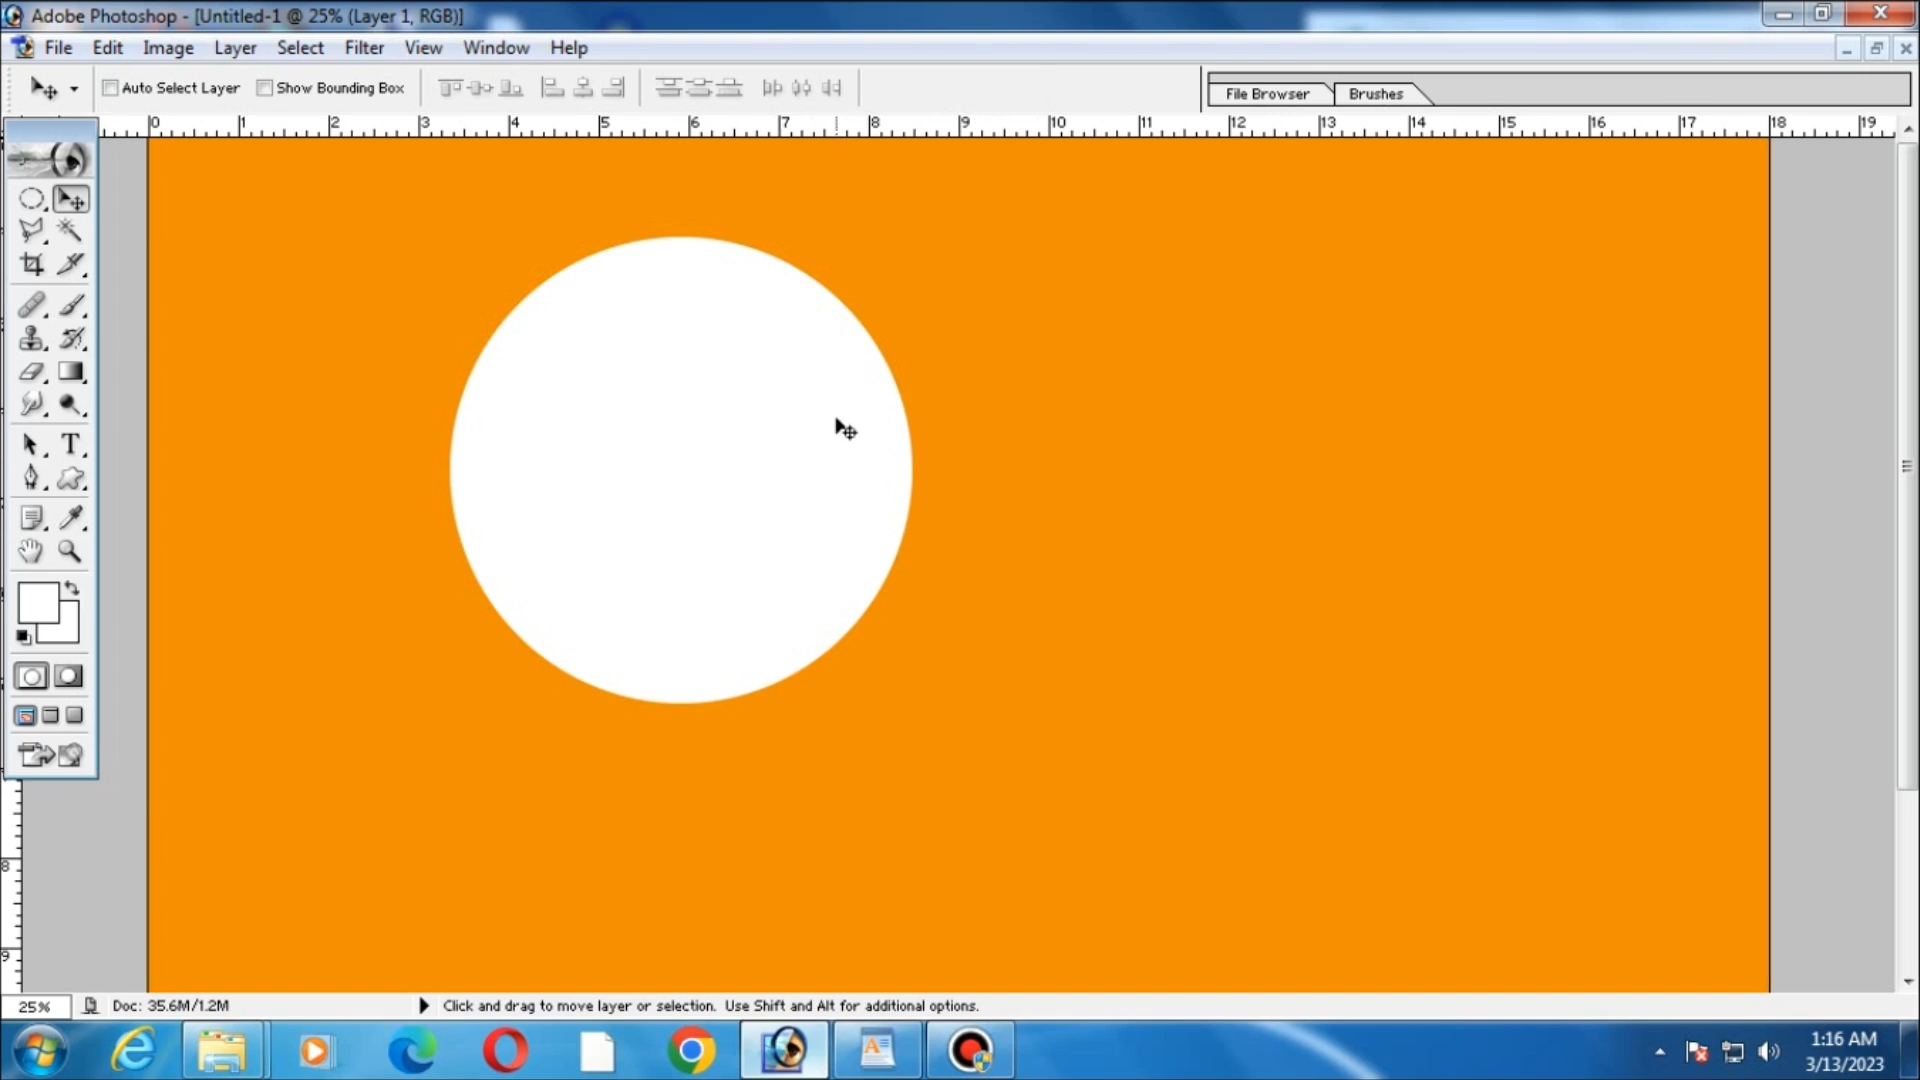 Adobe Photoshop - [Untitled-1 @ 25% (Layer 1, RGB)]
File Edit Image Layer Select Filter View Window Help
Auto Select Layer Show Bounding Box File Browser Brushes
0 1 2 3 4 5 6 7 8 9 10 11 12 13 14 15 16 17 18 19
T
8
9
25% Doc: 35.6M/1.2M Click and drag to move layer or selection. Use Shift and Alt for additional options.
1:16 AM
3/13/2023